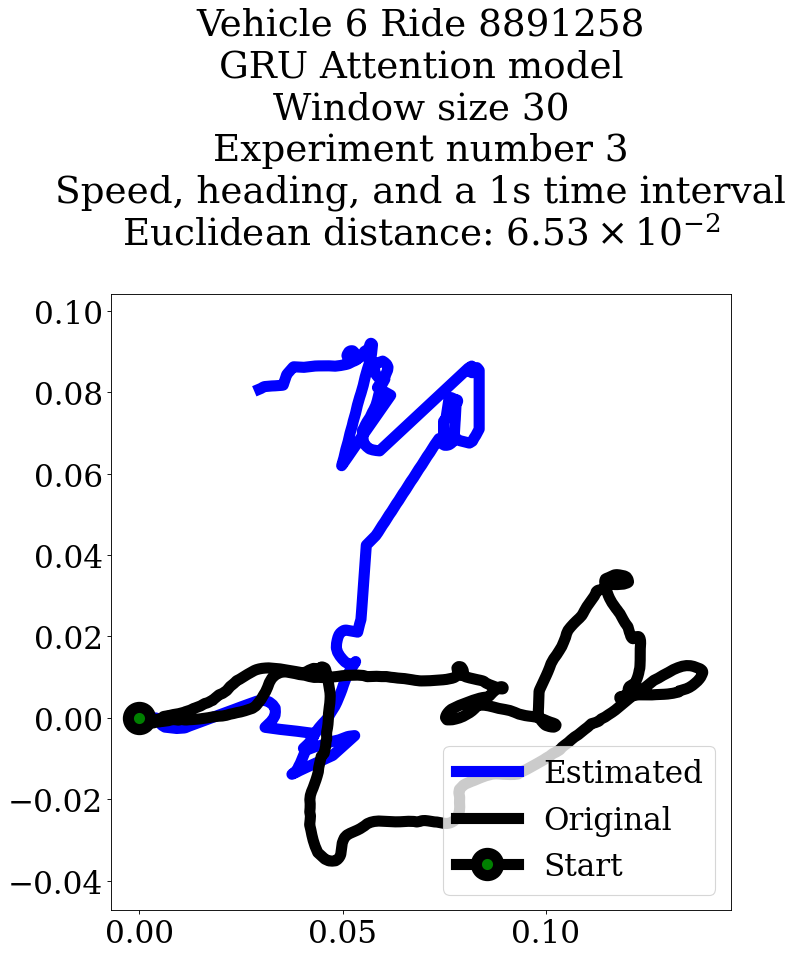 Vehicle 6 Ride 8891258
GRU Attention model
Window size 30
Experiment number 3
Speed, heading, and a 1s time interval
Euclidean distance: 6.53 × 10⁻²
0.10
0.08
0.06
0.04
0.02
0.00
−0.02
−0.04
0.00 0.05 0.10
Estimated
Original
Start